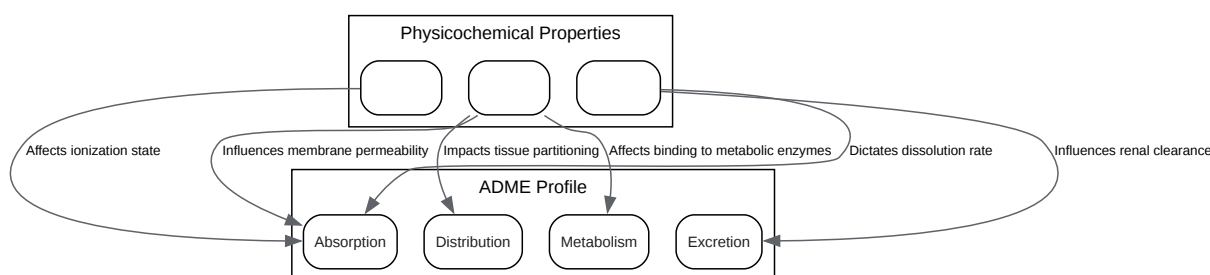 Physicochemical Properties
Affects ionization state
Influences membrane permeability
Impacts tissue partitioning
Affects binding to metabolic enzymes
Dictates dissolution rate
Influences renal clearance
ADME Profile
Absorption
Distribution
Metabolism
Excretion